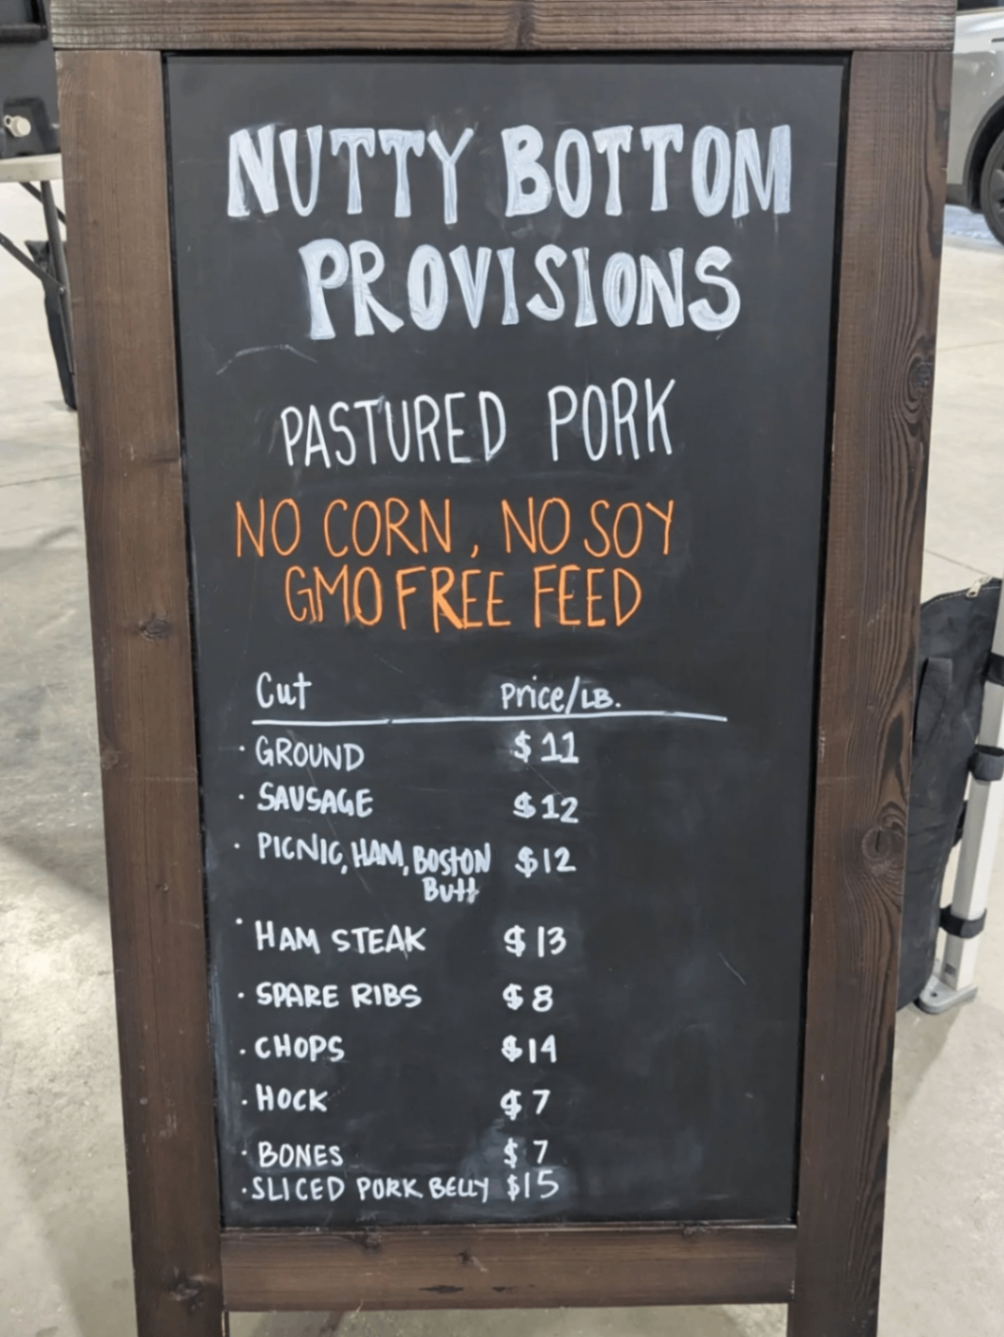 NUTTY BOTTOM
PROVISIONS
PASTURED PORK
NO CORN, NO SOY
GMO FREE FEED
Cut Price/LB.
· GROUND $11
· SAUSAGE $12
· PICNIC, HAM, BOSTON $12
Butt
· HAM STEAK $13
· SPARE RIBS $8
· CHOPS $14
· HOCK $7
· BONES $7
· SLICED PORK BELLY $15